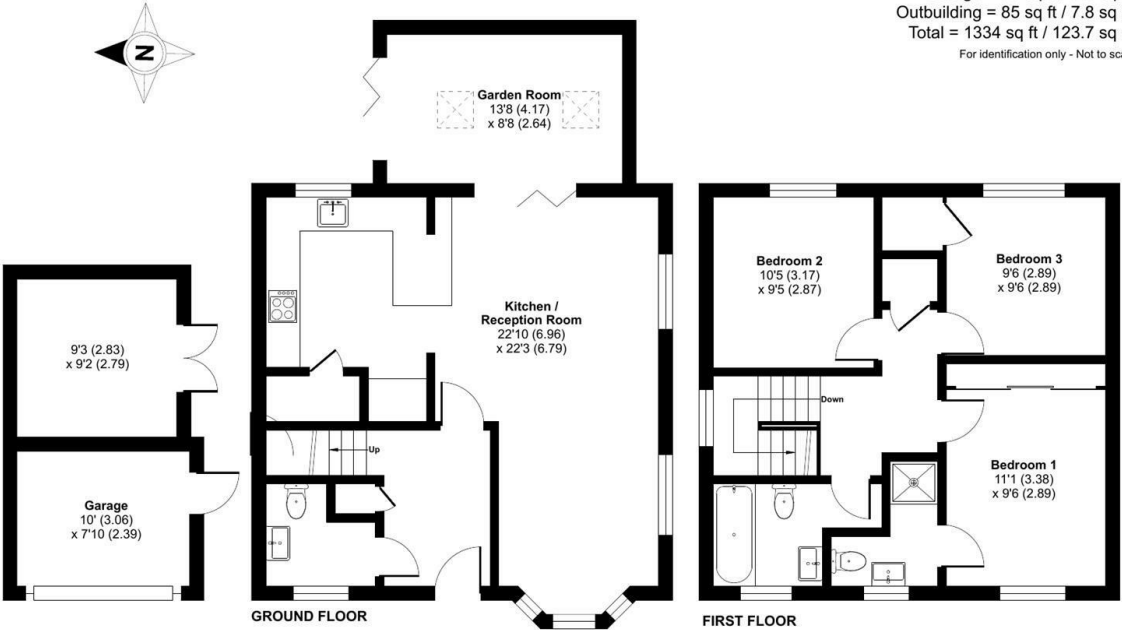 Outbuilding = 85 sq ft / 7.8 sq
Total = 1334 sq ft / 123.7 sq
For identification only - Not to sca
N
Garden Room
13'8 (4.17)
x 8'8 (2.64)
Kitchen /
Reception Room
22'10 (6.96)
x 22'3 (6.79)
9'3 (2.83)
x 9'2 (2.79)
Garage
10' (3.06)
x 7'10 (2.39)
Up
GROUND FLOOR
Bedroom 2
10'5 (3.17)
x 9'5 (2.87)
Bedroom 3
9'6 (2.89)
x 9'6 (2.89)
Down
Bedroom 1
11'1 (3.38)
x 9'6 (2.89)
FIRST FLOOR